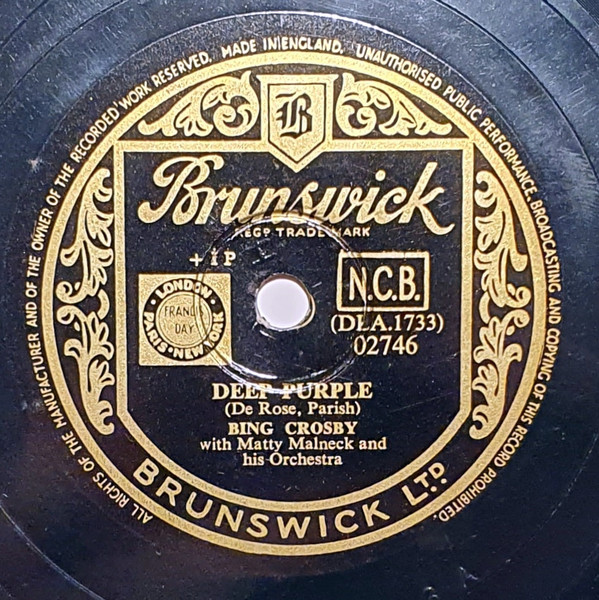 ALL RIGHTS OF THE MANUFACTURER AND OF THE OWNER OF THE RECORDED WORK RESERVED. MADE IN ENGLAND. UNAUTHORISED PUBLIC PERFORMANCE, BROADCASTING AND COPYING OF THIS RECORD PROHIBITED.
B
Brunswick
REGD TRADE MARK
+ I P
LONDON
FRANCIS
DAY
PARIS • NEW YORK
N.C.B.
(DLA.1733)
02746
DEEP PURPLE
(De Rose, Parish)
BING CROSBY
with Matty Malneck and
his Orchestra
BRUNSWICK LTD.